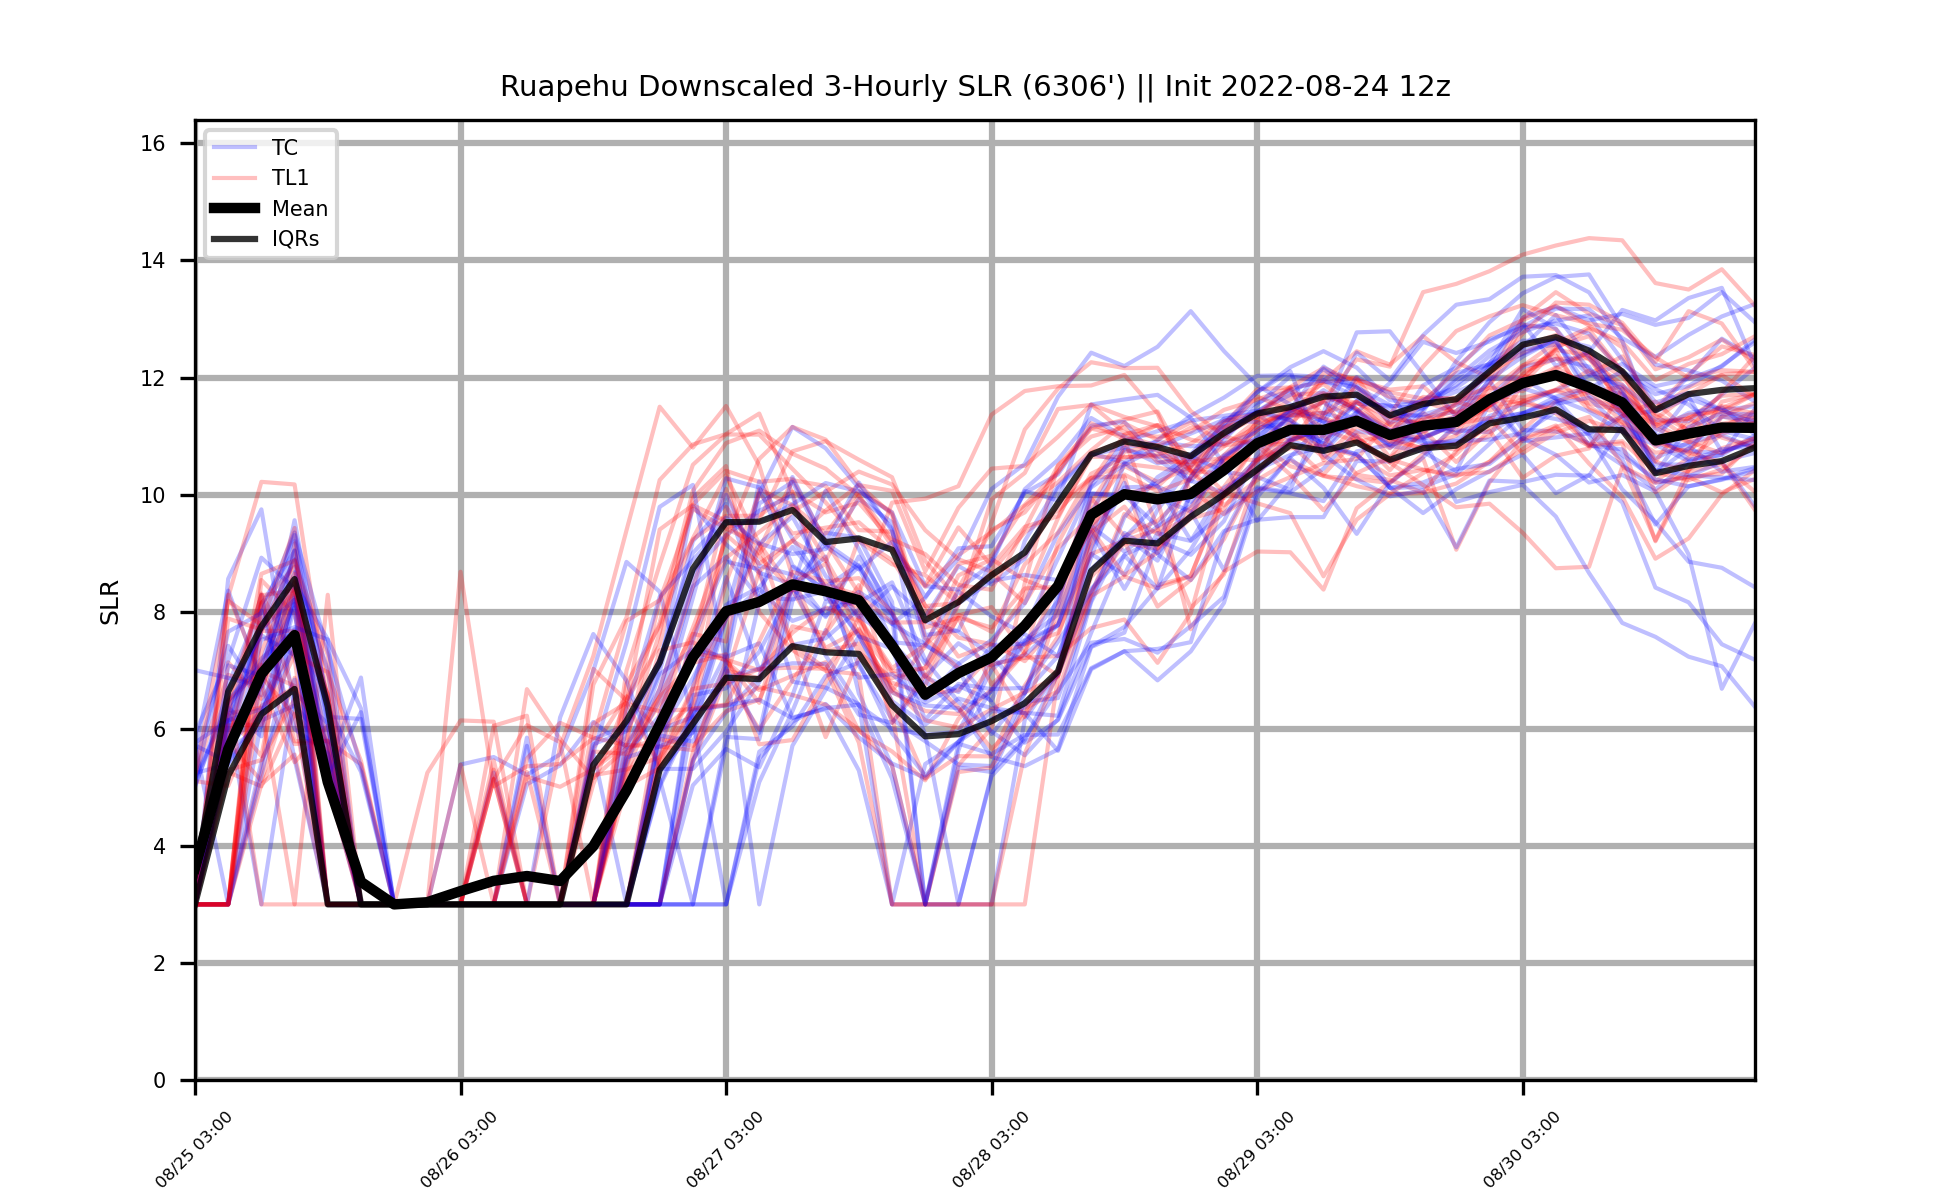 Ruapehu Downscaled 3-Hourly SLR (6306') || Init 2022-08-24 12z
16
14
12
10
8
6
4
2
0
SLR
TC
TL1
Mean
IQRs
08/25 03:00
08/26 03:00
08/27 03:00
08/28 03:00
08/29 03:00
08/30 03:00